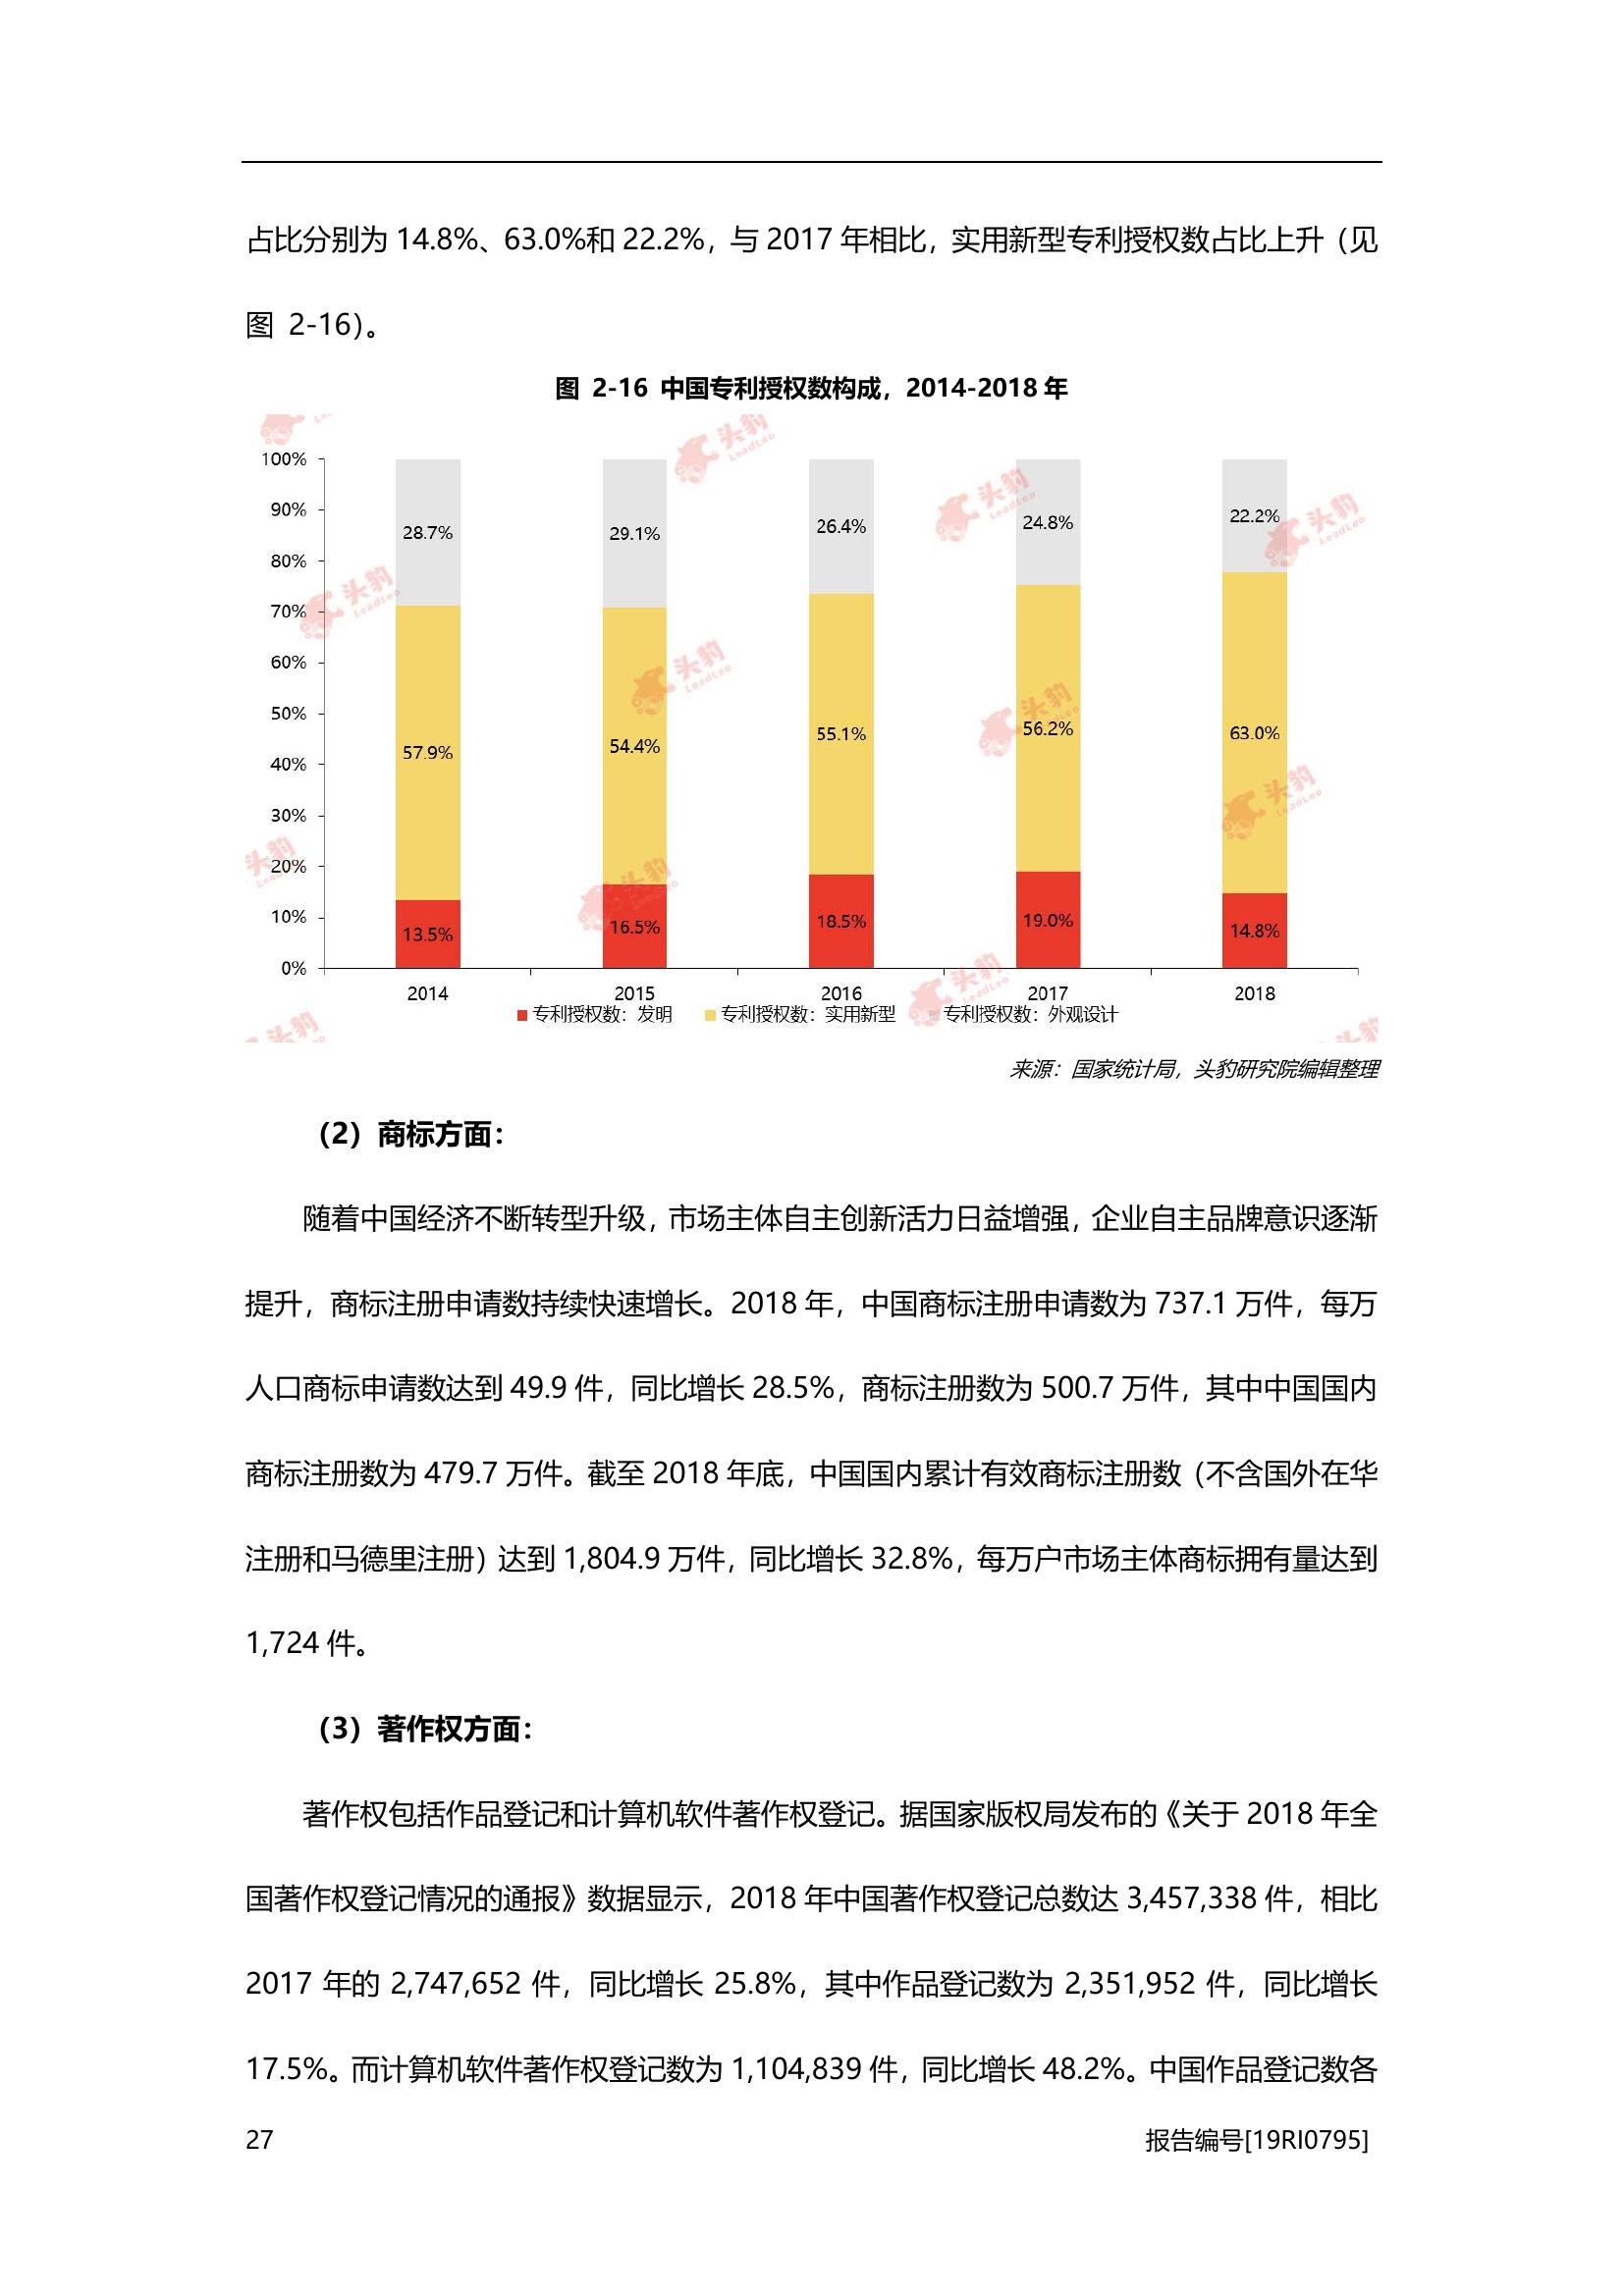 占比分别为 14.8%、63.0%和 22.2%，与 2017 年相比，实用新型专利授权数占比上升（见
图 2-16）。
图 2-16 中国专利授权数构成，2014-2018 年
头豹
LeadLeo
100%
90%
80%
70%
60%
50%
40%
30%
20%
10%
0%
28.7%
29.1%
26.4%
24.8%
22.2%
57.9%
54.4%
55.1%
56.2%
63.0%
13.5%
16.5%
18.5%
19.0%
14.8%
2014
2015
2016
2017
2018
专利授权数：发明
专利授权数：实用新型
专利授权数：外观设计
来源：国家统计局，头豹研究院编辑整理
（2）商标方面：
随着中国经济不断转型升级，市场主体自主创新活力日益增强，企业自主品牌意识逐渐
提升，商标注册申请数持续快速增长。2018 年，中国商标注册申请数为 737.1 万件，每万
人口商标申请数达到 49.9 件，同比增长 28.5%，商标注册数为 500.7 万件，其中中国国内
商标注册数为 479.7 万件。截至 2018 年底，中国国内累计有效商标注册数（不含国外在华
注册和马德里注册）达到 1,804.9 万件，同比增长 32.8%，每万户市场主体商标拥有量达到
1,724 件。
（3）著作权方面：
著作权包括作品登记和计算机软件著作权登记。据国家版权局发布的《关于 2018 年全
国著作权登记情况的通报》数据显示，2018 年中国著作权登记总数达 3,457,338 件，相比
2017 年的 2,747,652 件，同比增长 25.8%，其中作品登记数为 2,351,952 件，同比增长
17.5%。而计算机软件著作权登记数为 1,104,839 件，同比增长 48.2%。中国作品登记数各
27
报告编号[19RI0795]